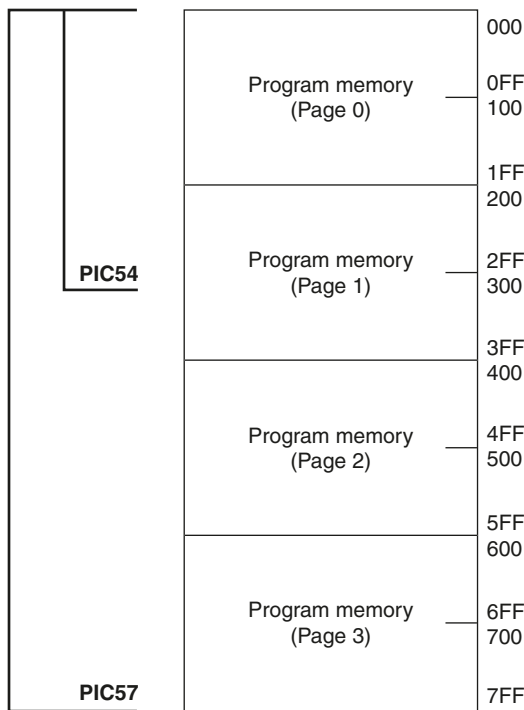 000
Program memory
(Page 0)
0FF
100
1FF
200
Program memory
(Page 1)
2FF
300
PIC54
3FF
400
Program memory
(Page 2)
4FF
500
5FF
600
Program memory
(Page 3)
6FF
700
PIC57
7FF